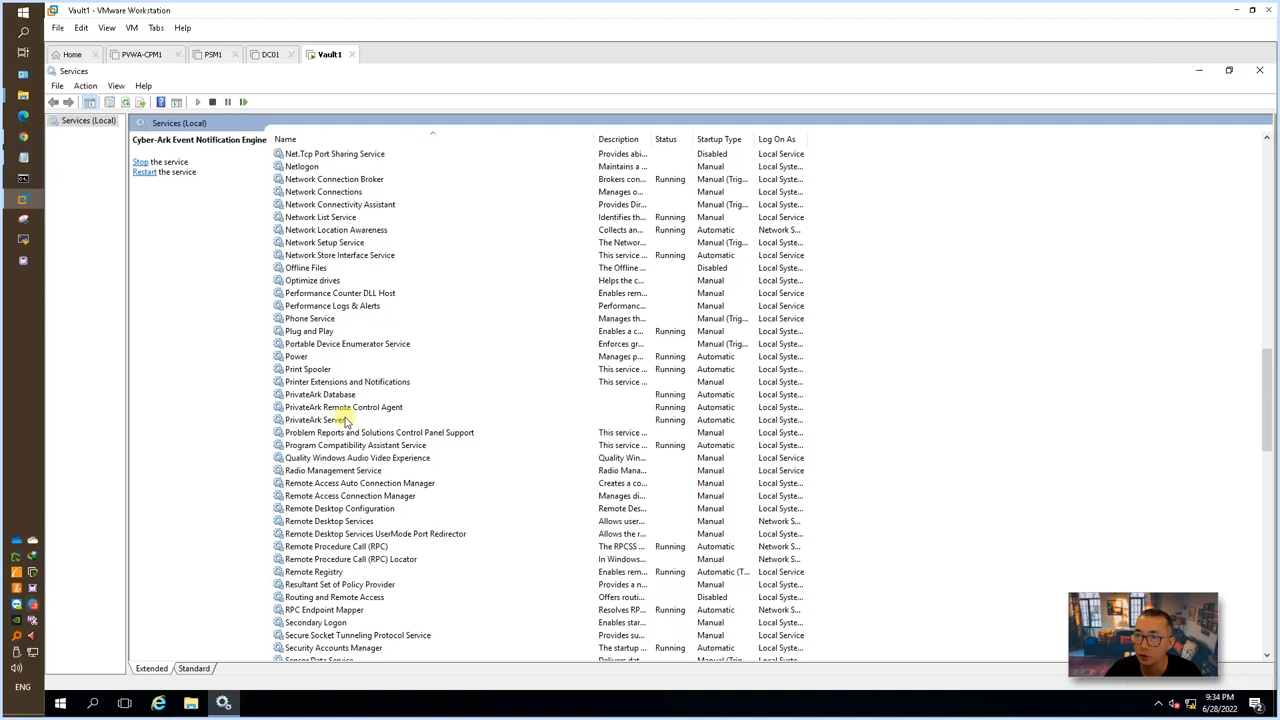 Vault1 - VMware Workstation
File Edit View VM Tabs Help
Home PVWA-CPM1 PSM1 DC01 Vault1
Services
File Action View Help
Services (Local) Services (Local)
Cyber-Ark Event Notification Engine
Stop the service
Restart the service
Name Description Status Startup Type Log On As
Net.Tcp Port Sharing Service Provides abi... Disabled Local Service
Netlogon Maintains a ... Manual Local Syste...
Network Connection Broker Brokers con... Running Manual (Trig... Local Syste...
Network Connections Manages o... Manual Local Syste...
Network Connectivity Assistant Provides Dir... Manual (Trig... Local Syste...
Network List Service Identifies th... Running Manual Local Service
Network Location Awareness Collects an... Running Automatic Network S...
Network Setup Service The Networ... Manual (Trig... Local Syste...
Network Store Interface Service This service ... Running Automatic Local Service
Offline Files The Offline ... Disabled Local Syste...
Optimize drives Helps the c... Manual Local Syste...
Performance Counter DLL Host Enables rem... Manual Local Service
Performance Logs & Alerts Performanc... Manual Local Service
Phone Service Manages th... Manual (Trig... Local Service
Plug and Play Enables a c... Running Manual Local Syste...
Portable Device Enumerator Service Enforces gr... Manual (Trig... Local Syste...
Power Manages p... Running Automatic Local Syste...
Print Spooler This service ... Running Automatic Local Syste...
Printer Extensions and Notifications This service ... Manual Local Syste...
PrivateArk Database Running Automatic Local Syste...
PrivateArk Remote Control Agent Running Automatic Local Service
PrivateArk Server Running Automatic Local Syste...
Problem Reports and Solutions Control Panel Support This service ... Manual Local Syste...
Program Compatibility Assistant Service This service ... Running Automatic Local Syste...
Quality Windows Audio Video Experience Quality Win... Manual Local Service
Radio Management Service Radio Mana... Manual Local Service
Remote Access Auto Connection Manager Creates a co... Manual Local Syste...
Remote Access Connection Manager Manages di... Manual Local Syste...
Remote Desktop Configuration Remote Des... Manual Local Syste...
Remote Desktop Services Allows user... Manual Network S...
Remote Desktop Services UserMode Port Redirector Allows the r... Manual Local Syste...
Remote Procedure Call (RPC) The RPCSS ... Running Automatic Network S...
Remote Procedure Call (RPC) Locator In Windows... Manual Network S...
Remote Registry Enables rem... Running Automatic (T... Local Service
Resultant Set of Policy Provider Provides a n... Manual Local Syste...
Routing and Remote Access Offers routi... Disabled Local Syste...
RPC Endpoint Mapper Resolves RP... Running Automatic Network S...
Secondary Logon Enables star... Manual Local Syste...
Secure Socket Tunneling Protocol Service Provides su... Manual Local Service
Security Accounts Manager The startup ... Running Automatic Local Syste...
Sensor Data Service Delivers dat...
Extended Standard
ENG
9:34 PM
6/28/2022
2